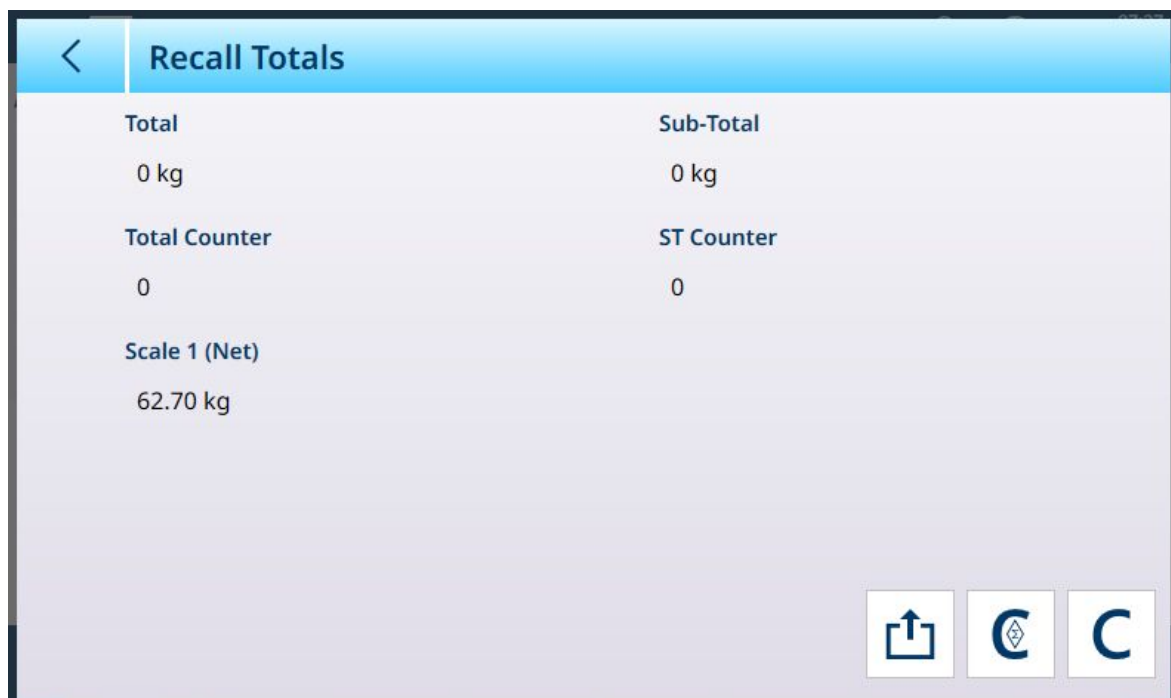 Recall Totals
Total
Sub-Total
0 kg
0 kg
Total Counter
ST Counter
0
0
Scale 1 (Net)
62.70 kg
C
C